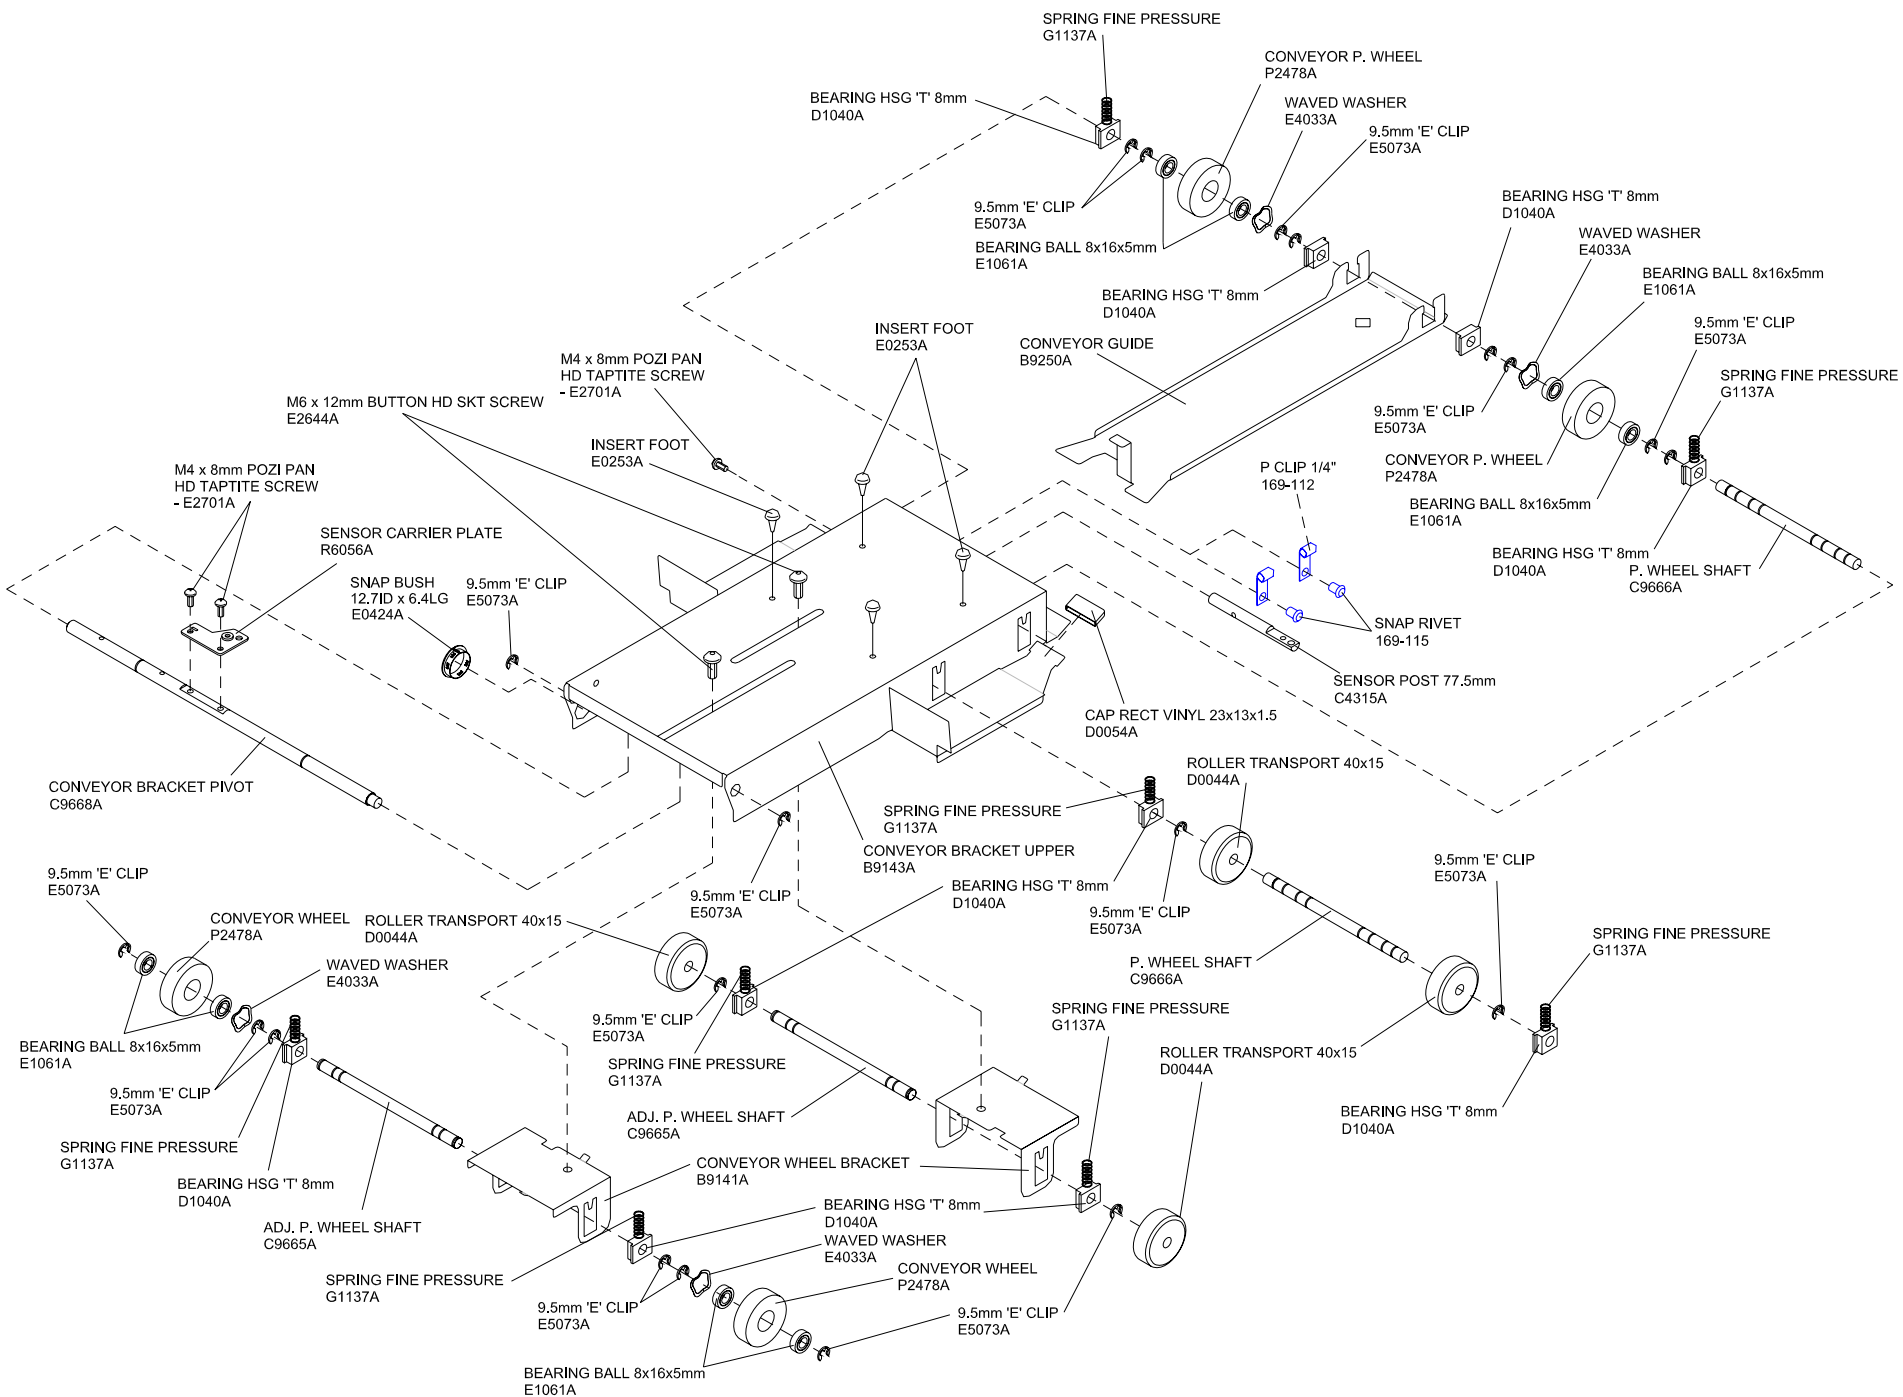 SPRING FINE PRESSURE
G1137A
CONVEYOR P. WHEEL
P2478A
BEARING HSG 'T' 8mm
D1040A
WAVED WASHER
E4033A
9.5mm 'E' CLIP
E5073A
9.5mm 'E' CLIP
E5073A
BEARING BALL 8x16x5mm
E1061A
BEARING HSG 'T' 8mm
D1040A
BEARING HSG 'T' 8mm
D1040A
WAVED WASHER
E4033A
BEARING BALL 8x16x5mm
E1061A
9.5mm 'E' CLIP
E5073A
SPRING FINE PRESSURE
G1137A
INSERT FOOT
E0253A
CONVEYOR GUIDE
B9250A
M4 x 8mm POZI PAN
HD TAPTITE SCREW
- E2701A
M6 x 12mm BUTTON HD SKT SCREW
E2644A
INSERT FOOT
E0253A
9.5mm 'E' CLIP
E5073A
CONVEYOR P. WHEEL
P2478A
BEARING BALL 8x16x5mm
E1061A
BEARING HSG 'T' 8mm
D1040A
P. WHEEL SHAFT
C9666A
P CLIP 1/4"
169-112
M4 x 8mm POZI PAN
HD TAPTITE SCREW
- E2701A
SENSOR CARRIER PLATE
R6056A
SNAP BUSH
12.7ID x 6.4LG
E0424A
9.5mm 'E' CLIP
E5073A
SNAP RIVET
169-115
SENSOR POST 77.5mm
C4315A
CAP RECT VINYL 23x13x1.5
D0054A
CONVEYOR BRACKET PIVOT
C9668A
ROLLER TRANSPORT 40x15
D0044A
SPRING FINE PRESSURE
G1137A
CONVEYOR BRACKET UPPER
B9143A
9.5mm 'E' CLIP
E5073A
BEARING HSG 'T' 8mm
D1040A
9.5mm 'E' CLIP
E5073A
9.5mm 'E' CLIP
E5073A
9.5mm 'E' CLIP
E5073A
CONVEYOR WHEEL
P2478A
ROLLER TRANSPORT 40x15
D0044A
WAVED WASHER
E4033A
P. WHEEL SHAFT
C9666A
SPRING FINE PRESSURE
G1137A
9.5mm 'E' CLIP
E5073A
SPRING FINE PRESSURE
G1137A
SPRING FINE PRESSURE
G1137A
ROLLER TRANSPORT 40x15
D0044A
BEARING BALL 8x16x5mm
E1061A
9.5mm 'E' CLIP
E5073A
ADJ. P. WHEEL SHAFT
C9665A
BEARING HSG 'T' 8mm
D1040A
SPRING FINE PRESSURE
G1137A
BEARING HSG 'T' 8mm
D1040A
CONVEYOR WHEEL BRACKET
B9141A
ADJ. P. WHEEL SHAFT
C9665A
BEARING HSG 'T' 8mm
D1040A
WAVED WASHER
E4033A
SPRING FINE PRESSURE
G1137A
CONVEYOR WHEEL
P2478A
9.5mm 'E' CLIP
E5073A
9.5mm 'E' CLIP
E5073A
BEARING BALL 8x16x5mm
E1061A